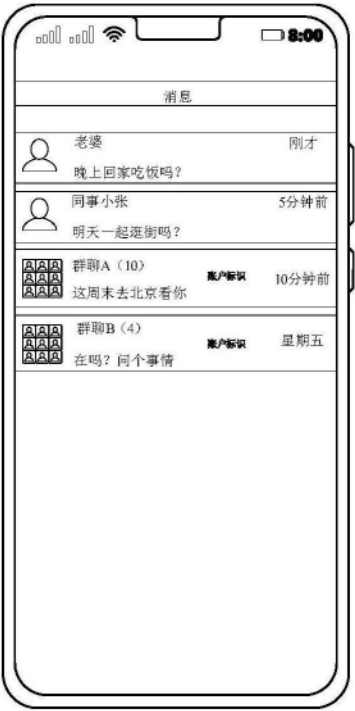 8:00
消息
老婆 刚才
晚上回家吃饭吗？
同事小张 5分钟前
明天一起逛街吗？
群聊A（10）
账户标识 10分钟前
这周末去北京看你
群聊B（4）
账户标识 星期五
在吗？问个事情